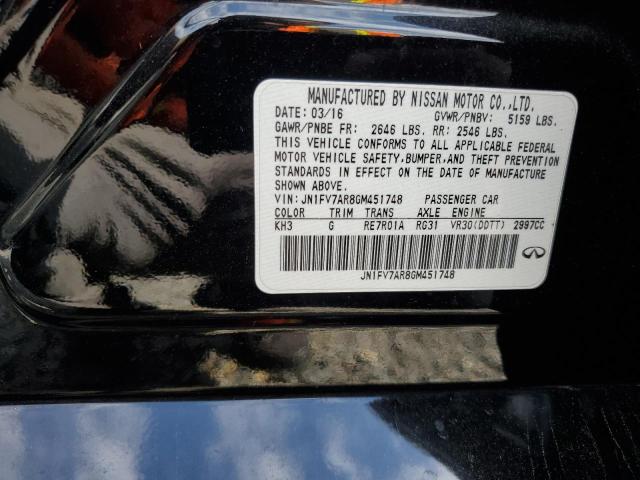 MANUFACTURED BY NISSAN MOTOR CO.,LTD.
DATE: 03/16 GVWR/PNBV: 5159 LBS.
GAWR/PNBE FR: 2646 LBS. RR: 2546 LBS.
THIS VEHICLE CONFORMS TO ALL APPLICABLE FEDERAL
MOTOR VEHICLE SAFETY,BUMPER,AND THEFT PREVENTION
STANDARDS IN EFFECT ON THE DATE OF MANUFACTURE
SHOWN ABOVE.
VIN: JN1FV7AR8GM451748 PASSENGER CAR
COLOR TRIM TRANS AXLE ENGINE
KH3 G RE7R01A RG31 VR30(DDTT) 2997CC
JN1FV7AR8GM451748